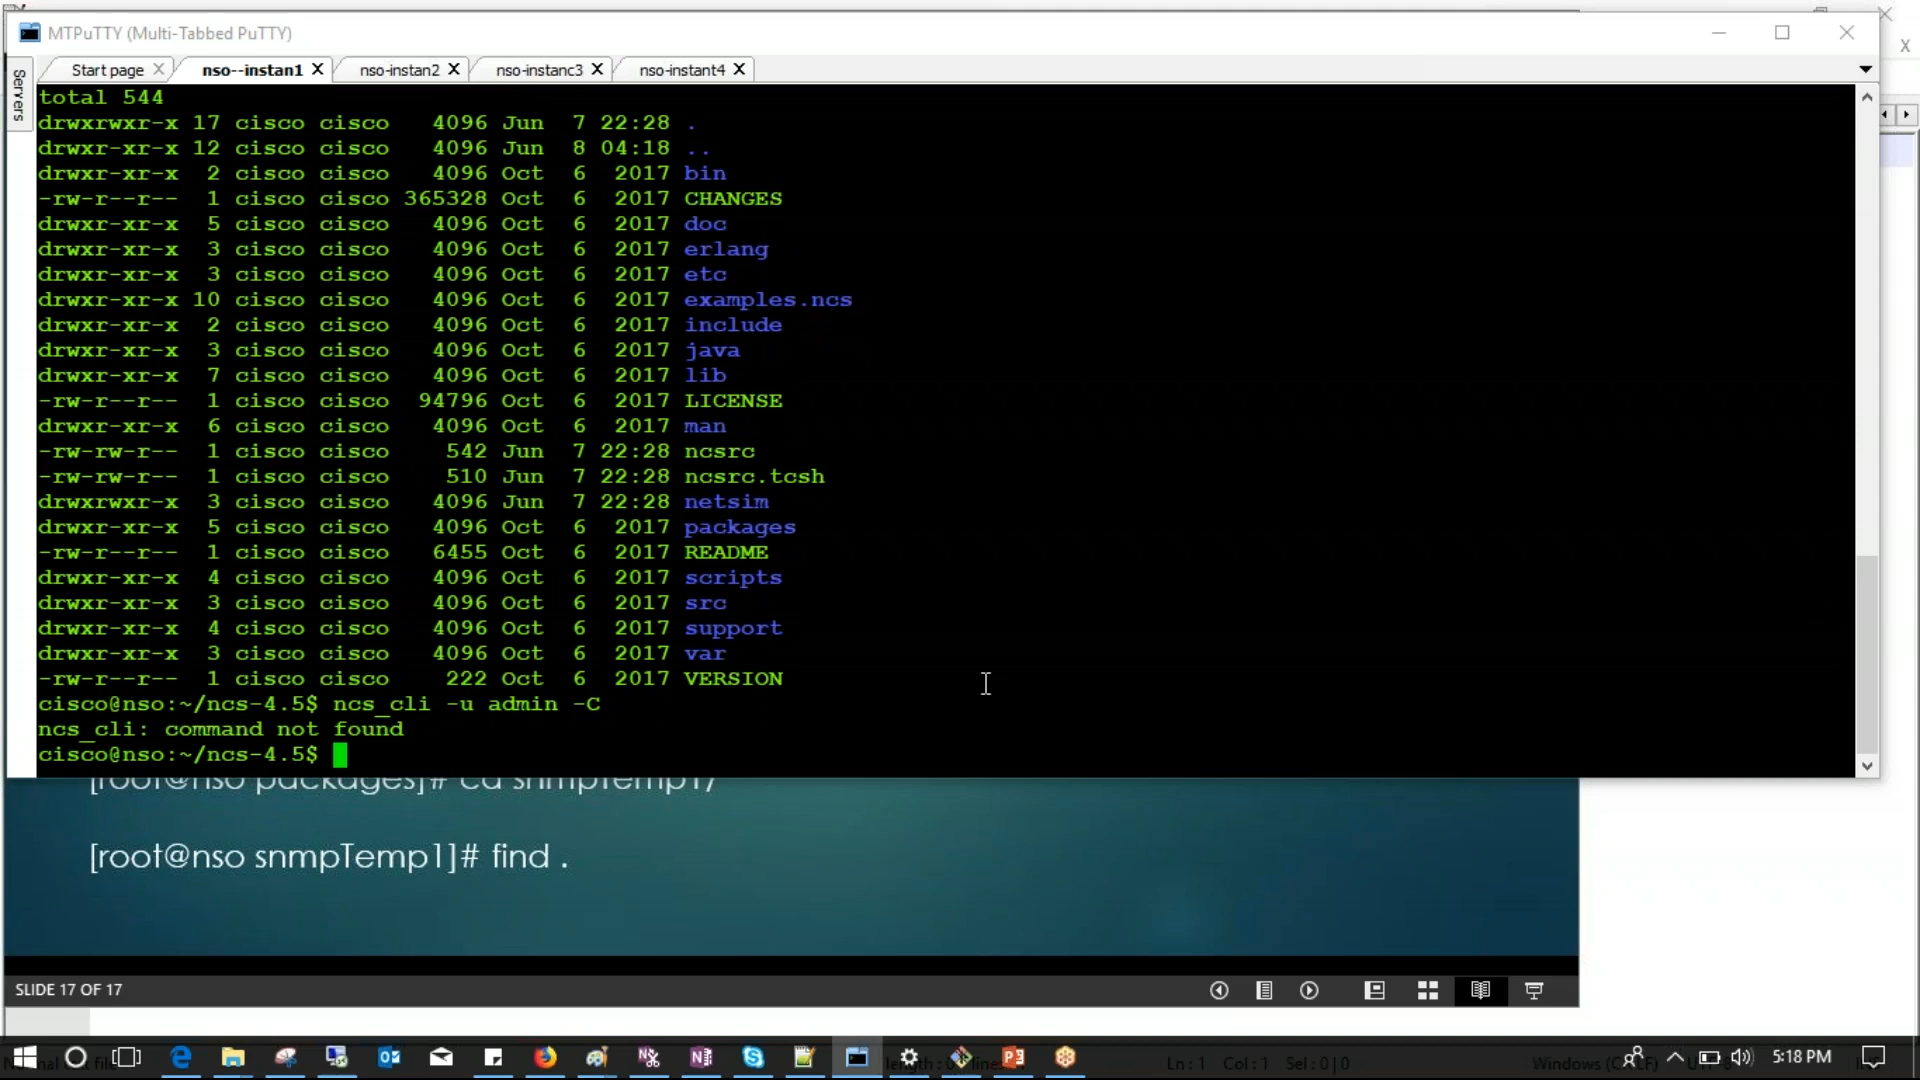 MTPuTTY (Multi-Tabbed PuTTY)
Servers
Start page
nso--instan1
nso-instan2
nso-instanc3
nso-instant4
total 544
drwxrwxr-x 17 cisco cisco   4096 Jun  7 22:28 .
drwxr-xr-x 12 cisco cisco   4096 Jun  8 04:18 ..
drwxr-xr-x  2 cisco cisco   4096 Oct  6  2017 bin
-rw-r--r--  1 cisco cisco 365328 Oct  6  2017 CHANGES
drwxr-xr-x  5 cisco cisco   4096 Oct  6  2017 doc
drwxr-xr-x  3 cisco cisco   4096 Oct  6  2017 erlang
drwxr-xr-x  3 cisco cisco   4096 Oct  6  2017 etc
drwxr-xr-x 10 cisco cisco   4096 Oct  6  2017 examples.ncs
drwxr-xr-x  2 cisco cisco   4096 Oct  6  2017 include
drwxr-xr-x  3 cisco cisco   4096 Oct  6  2017 java
drwxr-xr-x  7 cisco cisco   4096 Oct  6  2017 lib
-rw-r--r--  1 cisco cisco  94796 Oct  6  2017 LICENSE
drwxr-xr-x  6 cisco cisco   4096 Oct  6  2017 man
-rw-rw-r--  1 cisco cisco    542 Jun  7 22:28 ncsrc
-rw-rw-r--  1 cisco cisco    510 Jun  7 22:28 ncsrc.tcsh
drwxrwxr-x  3 cisco cisco   4096 Jun  7 22:28 netsim
drwxr-xr-x  5 cisco cisco   4096 Oct  6  2017 packages
-rw-r--r--  1 cisco cisco   6455 Oct  6  2017 README
drwxr-xr-x  4 cisco cisco   4096 Oct  6  2017 scripts
drwxr-xr-x  3 cisco cisco   4096 Oct  6  2017 src
drwxr-xr-x  4 cisco cisco   4096 Oct  6  2017 support
drwxr-xr-x  3 cisco cisco   4096 Oct  6  2017 var
-rw-r--r--  1 cisco cisco    222 Oct  6  2017 VERSION
cisco@nso:~/ncs-4.5$ ncs_cli -u admin -C
ncs_cli: command not found
cisco@nso:~/ncs-4.5$
[root@nso packages]# cd snmpTemp1/
[root@nso snmpTemp1]# find .
SLIDE 17 OF 17
Ln : 1 Col : 1 Sel : 0 | 0
5:18 PM